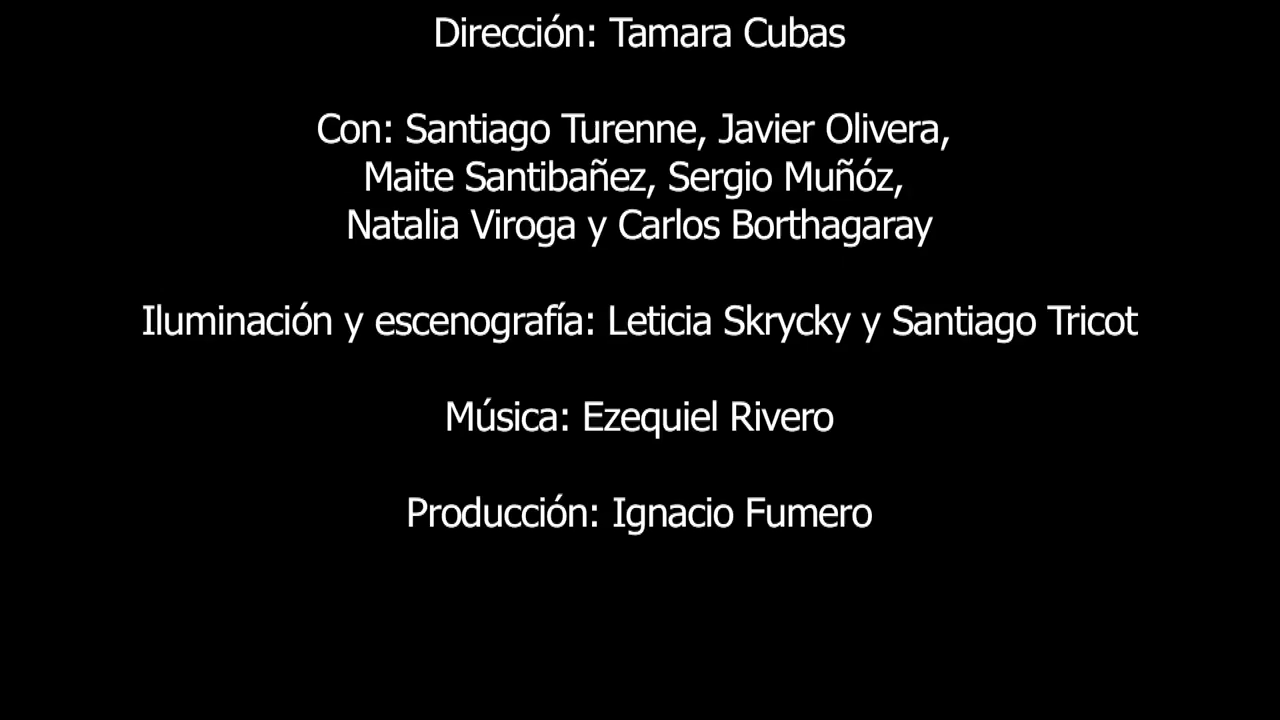 Dirección: Tamara Cubas
Con: Santiago Turenne, Javier Olivera,
Maite Santibañez, Sergio Muñóz,
Natalia Viroga y Carlos Borthagaray
Iluminación y escenografía: Leticia Skrycky y Santiago Tricot
Música: Ezequiel Rivero
Producción: Ignacio Fumero